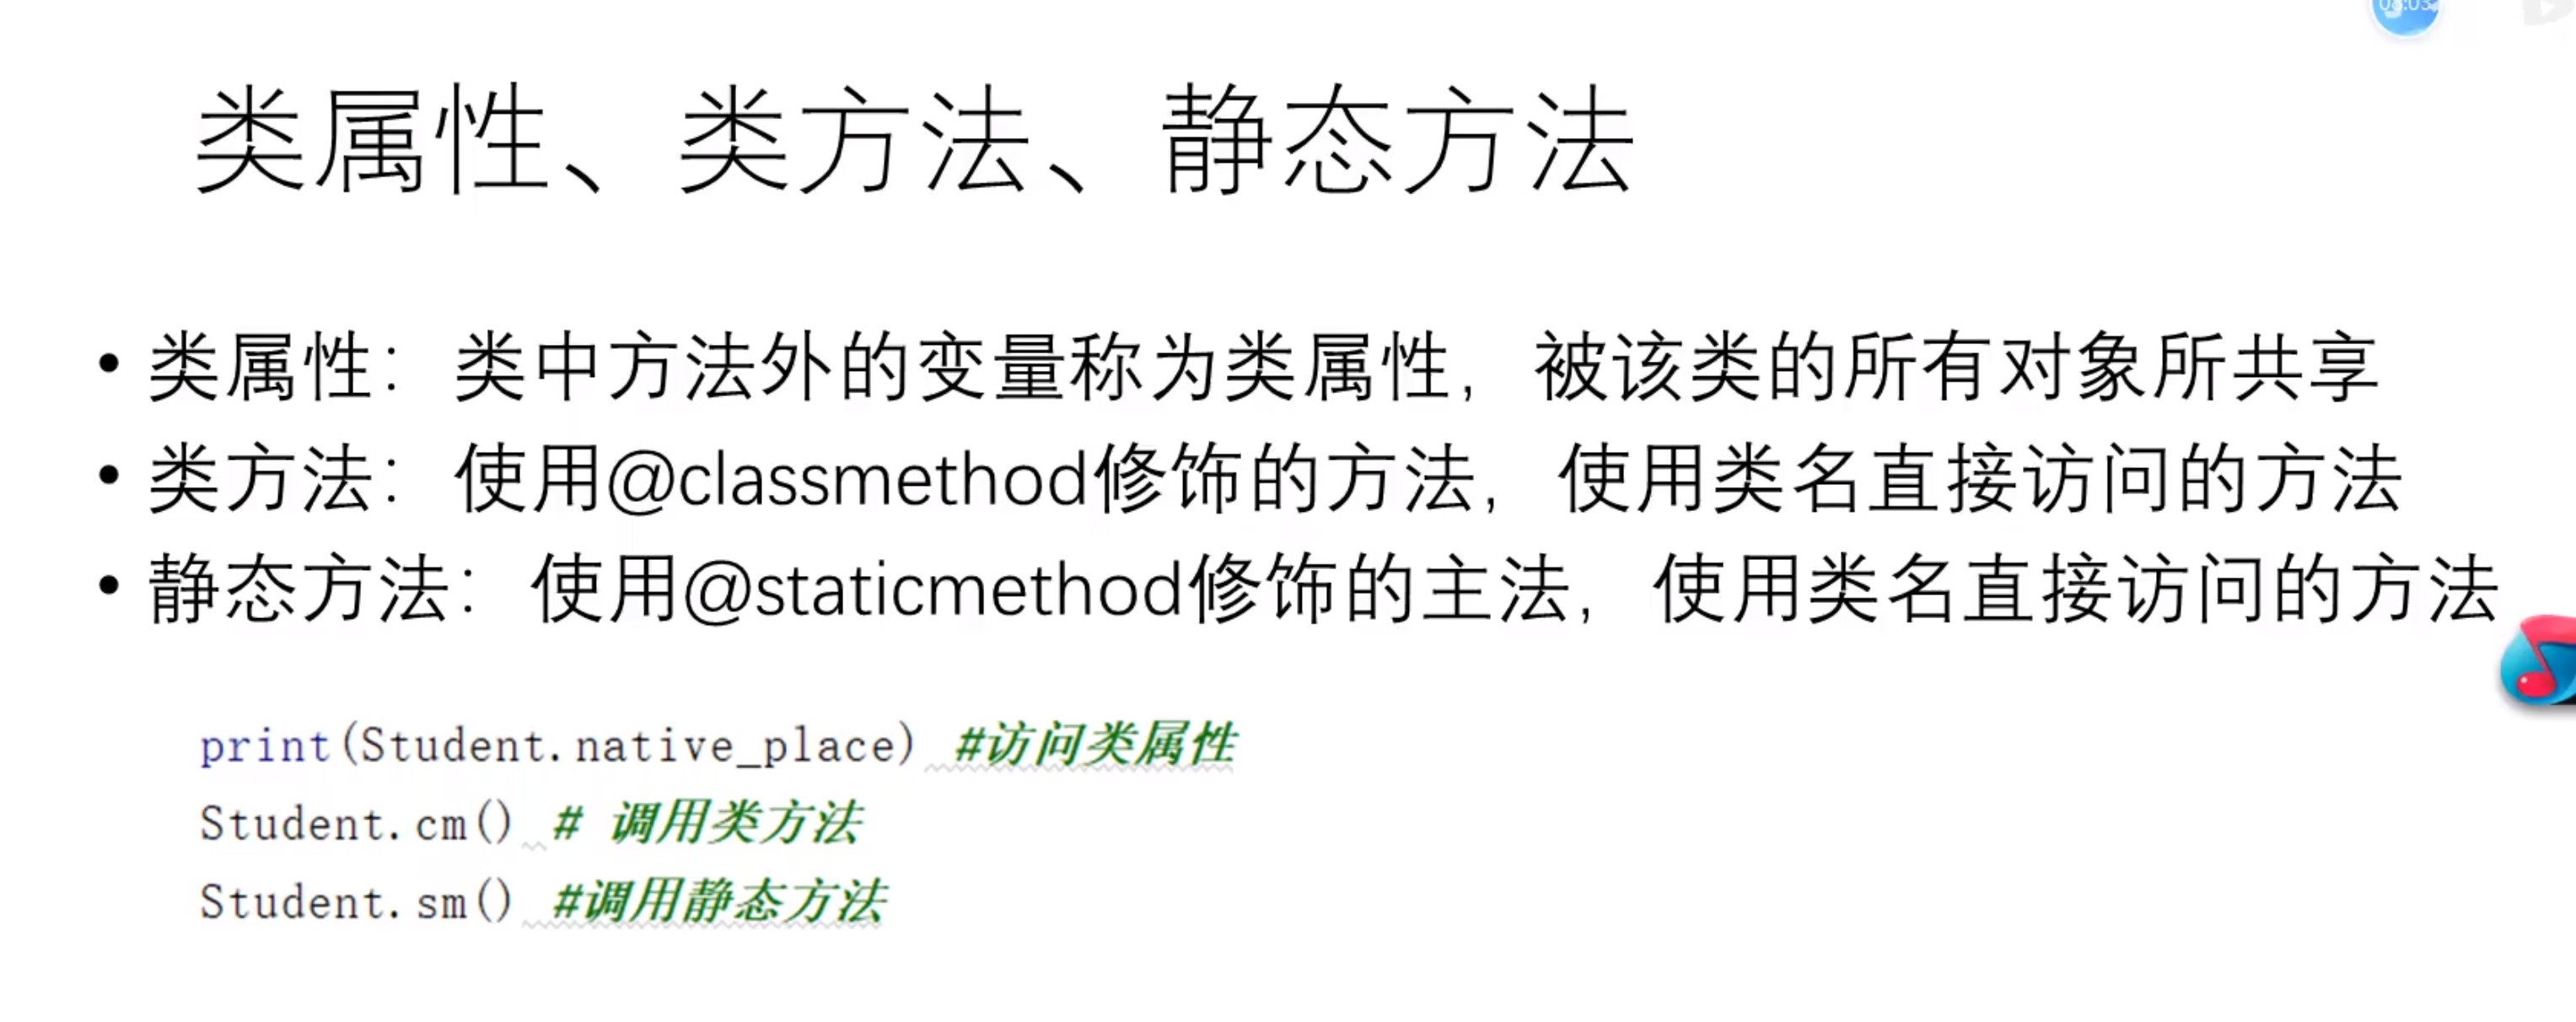 08:03
类属性、类方法、静态方法
• 类属性：类中方法外的变量称为类属性，被该类的所有对象所共享
• 类方法：使用@classmethod修饰的方法，使用类名直接访问的方法
• 静态方法：使用@staticmethod修饰的主法，使用类名直接访问的方法
print(Student.native_place) #访问类属性
Student.cm() # 调用类方法
Student.sm() #调用静态方法